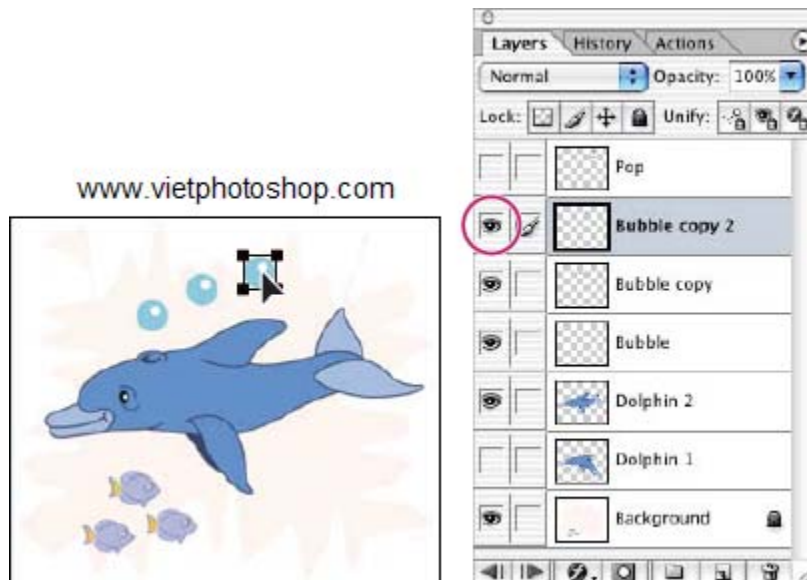 Layers History Actions
Normal Opacity: 100%
Lock: Unify:
Pop
www.vietphotoshop.com
Bubble copy 2
Bubble copy
Bubble
Dolphin 2
Dolphin 1
Background